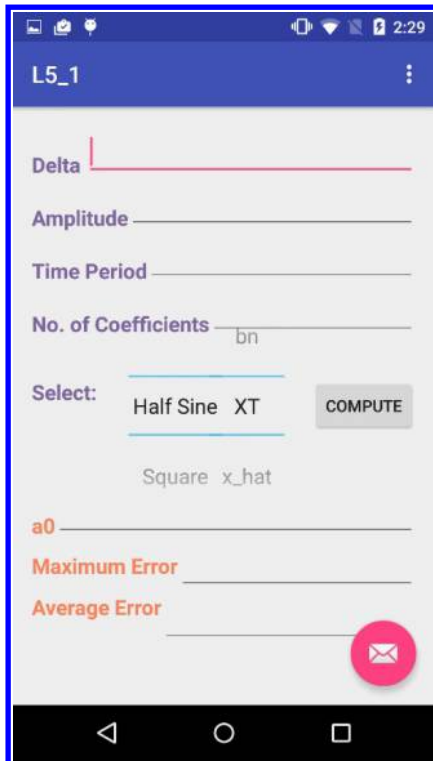 2:29
L5_1
Delta
Amplitude
Time Period
No. of Coefficients
bn
Select:
Half Sine XT
COMPUTE
Square x_hat
a0
Maximum Error
Average Error